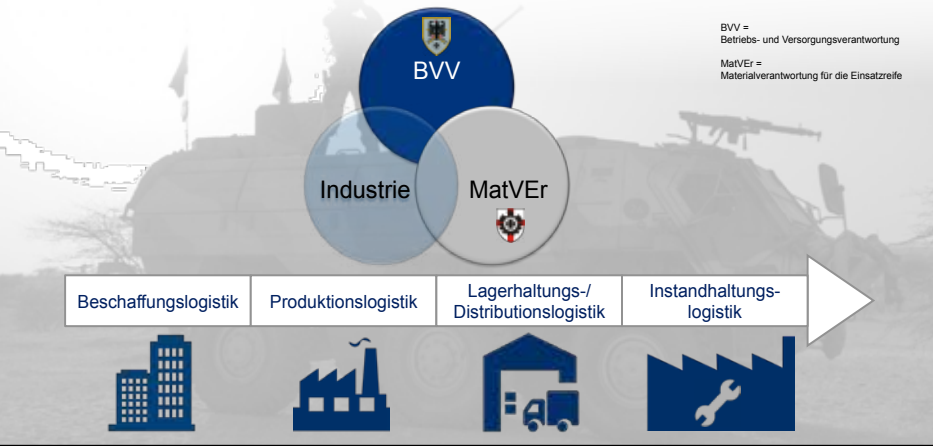 BVV =
Betriebs- und Versorgungsverantwortung
MatVEr =
Materialverantwortung für die Einsatzreife
BVV
Industrie
MatVEr
Beschaffungslogistik
Produktionslogistik
Lagerhaltungs-/
Distributionslogistik
Instandhaltungs-
logistik